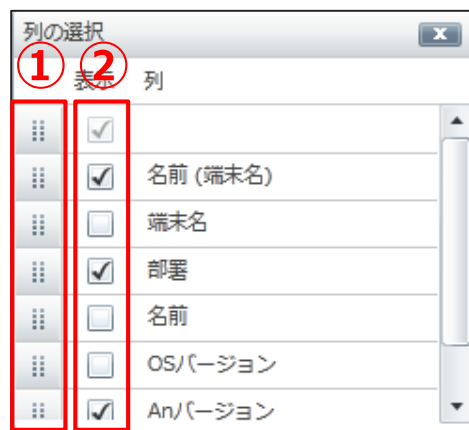 列の選択
① ②
表示 列
名前 (端末名)
端末名
部署
名前
OSバージョン
Anバージョン